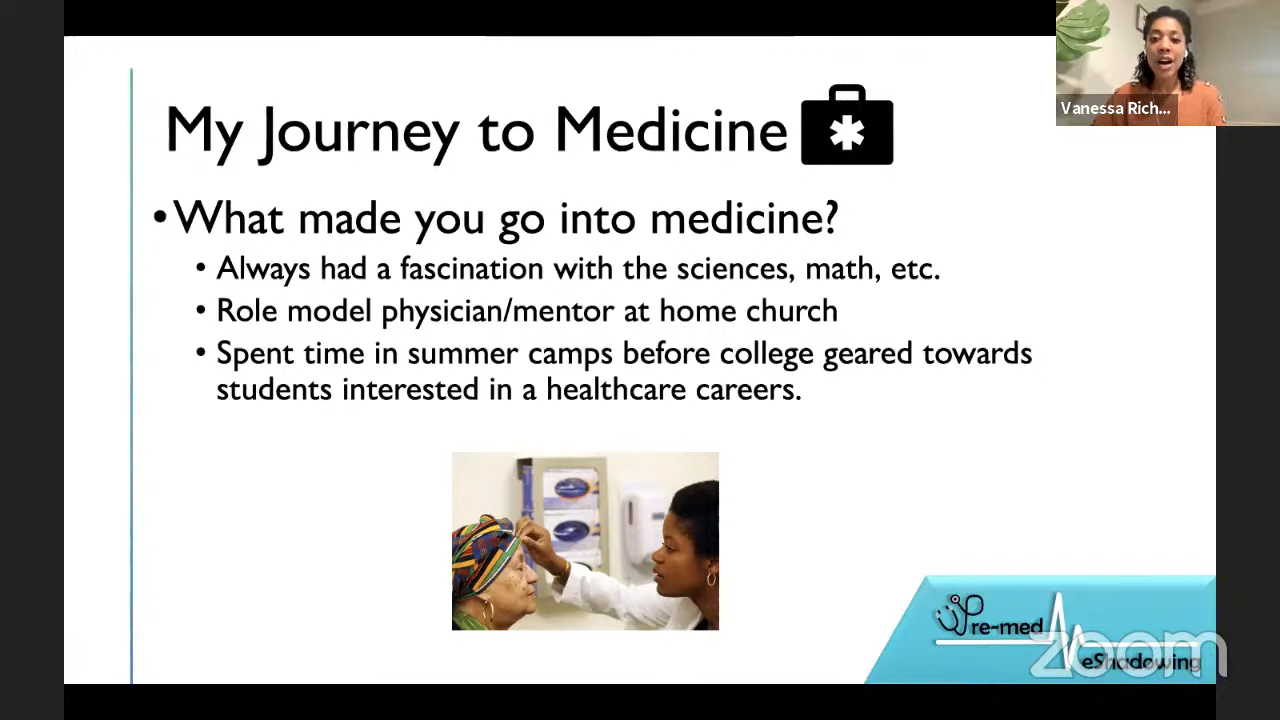 My Journey to Medicine
Vanessa Rich...
•What made you go into medicine?
• Always had a fascination with the sciences, math, etc.
• Role model physician/mentor at home church
• Spent time in summer camps before college geared towards
students interested in a healthcare careers.
Pre-med
zoom
eShadowing